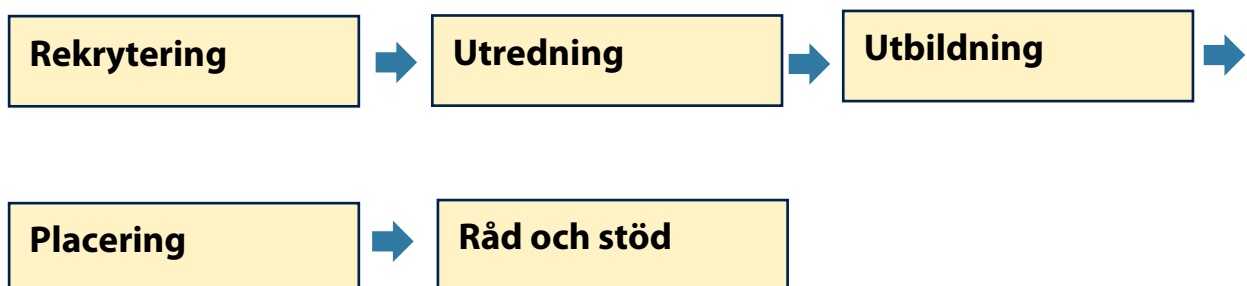 Rekrytering
Utredning
Utbildning
Placering
Råd och stöd